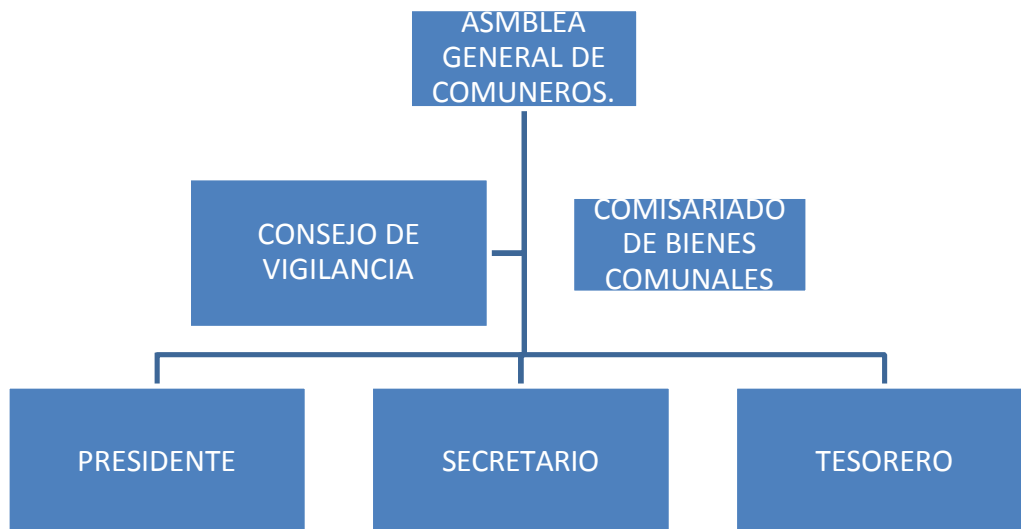 ASMBLEA
GENERAL DE
COMUNEROS.
CONSEJO DE
VIGILANCIA
COMISARIADO
DE BIENES
COMUNALES
PRESIDENTE
SECRETARIO
TESORERO